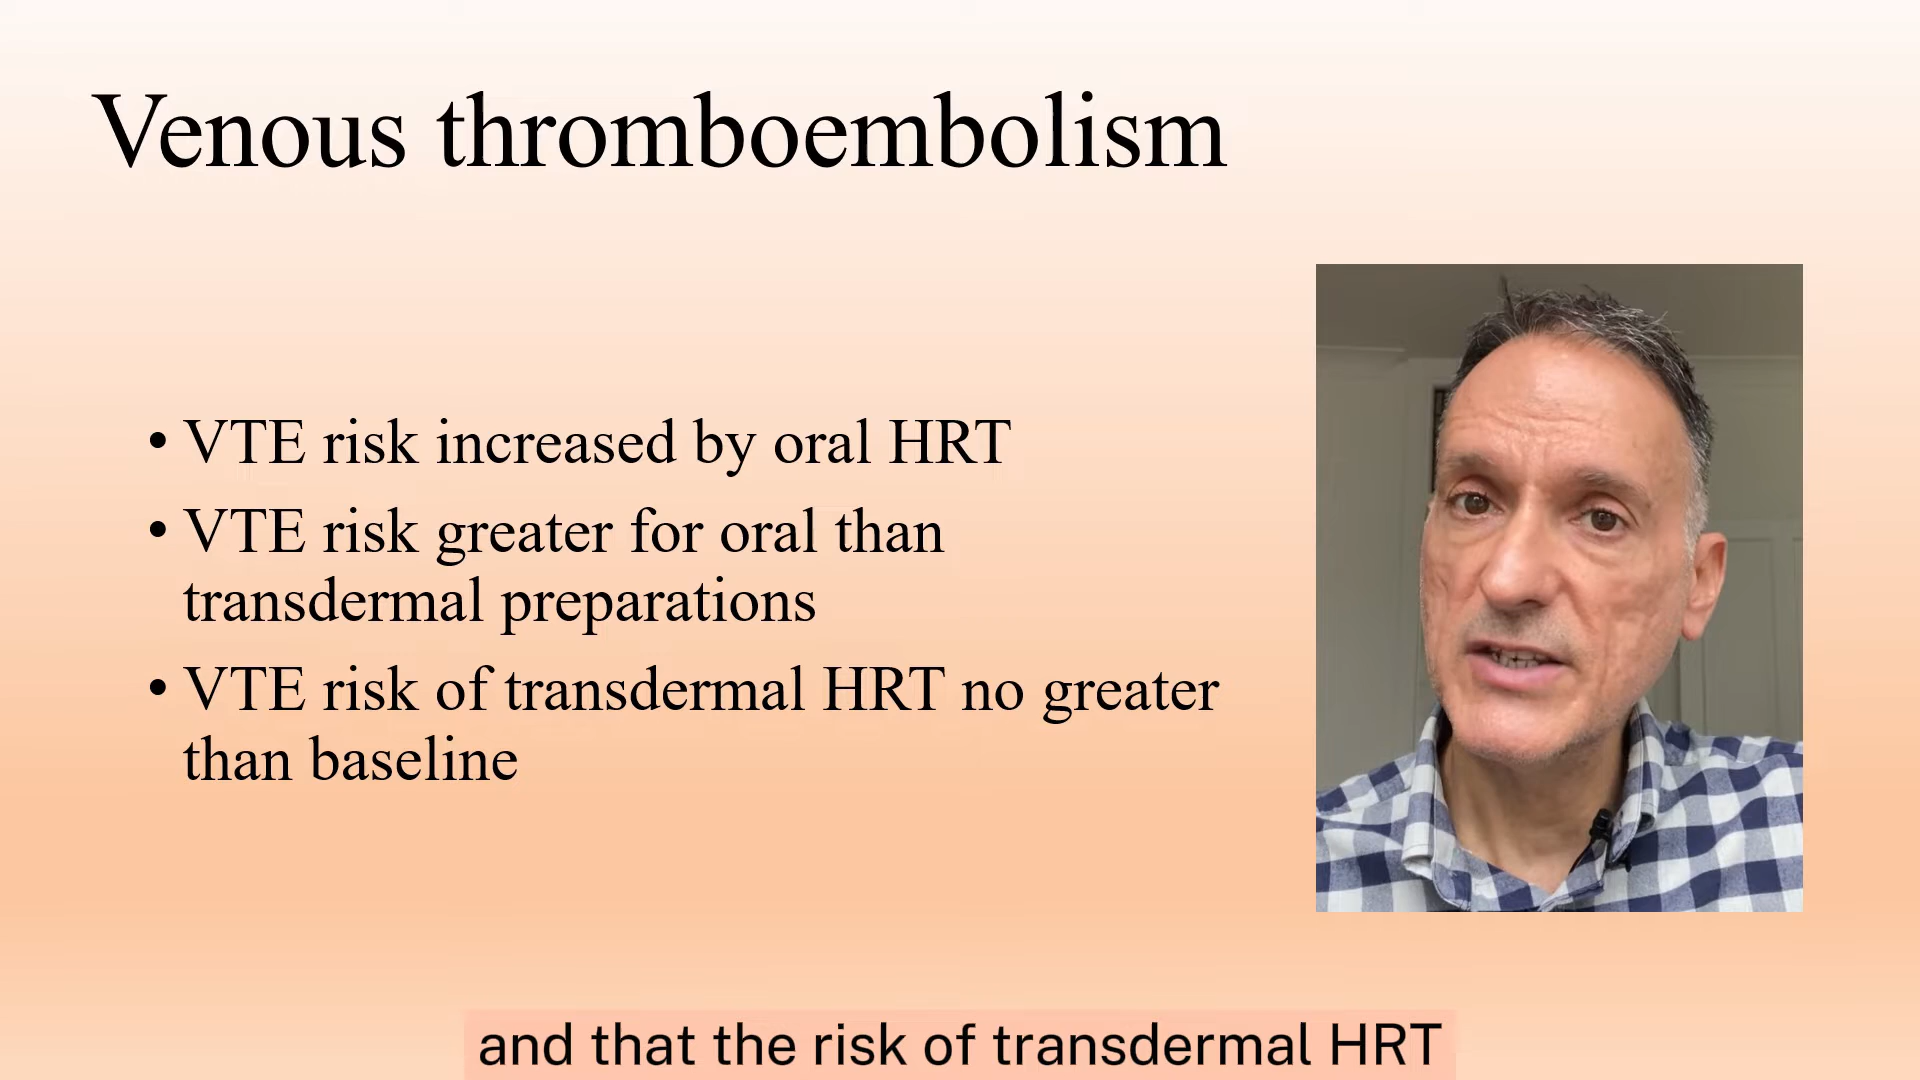 Venous thromboembolism
• VTE risk increased by oral HRT
• VTE risk greater for oral than
transdermal preparations
• VTE risk of transdermal HRT no greater
than baseline
and that the risk of transdermal HRT